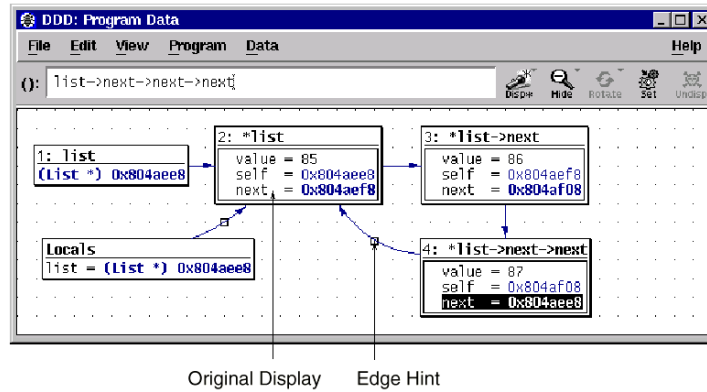 DDD: Program Data
File Edit View Program Data Help
(): list->next->next->next
Disp* Hide Rotate Set Undisp
1: list
(List *) 0x804aee8
2: *list
value = 85
self = 0x804aee8
next = 0x804aef8
3: *list->next
value = 86
self = 0x804aef8
next = 0x804af08
Locals
list = (List *) 0x804aee8
4: *list->next->next
value = 87
self = 0x804af08
next = 0x804aee8
Original Display Edge Hint